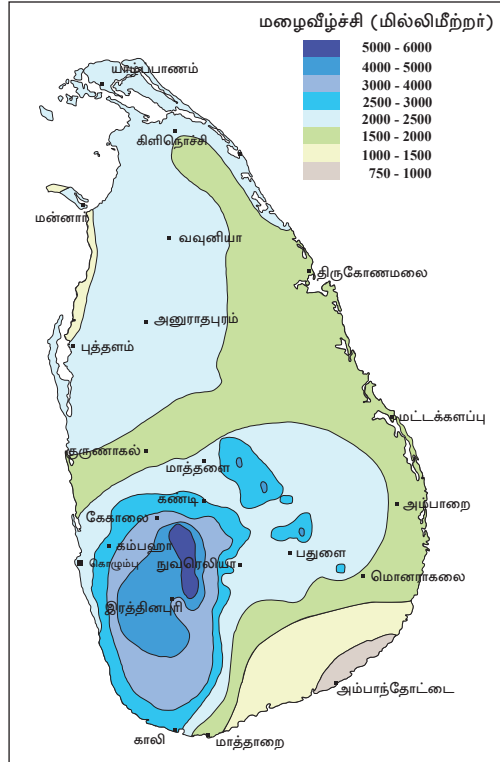 மழைவீழ்ச்சி (மில்லிமீற்றர்)
5000 - 6000
4000 - 5000
3000 - 4000
2500 - 3000
2000 - 2500
1500 - 2000
1000 - 1500
750 - 1000
யாழ்ப்பாணம்
கிளிநொச்சி
மன்னார்
வவுனியா
திருகோணமலை
அனுராதபுரம்
புத்தளம்
மட்டக்களப்பு
குருணாகல்
மாத்தளை
கண்டி
அம்பாறை
கேகாலை
கம்பஹா
பதுளை
கொழும்பு
நுவரெலியா
மொனராகலை
இரத்தினபுரி
அம்பாந்தோட்டை
காலி
மாத்தாறை